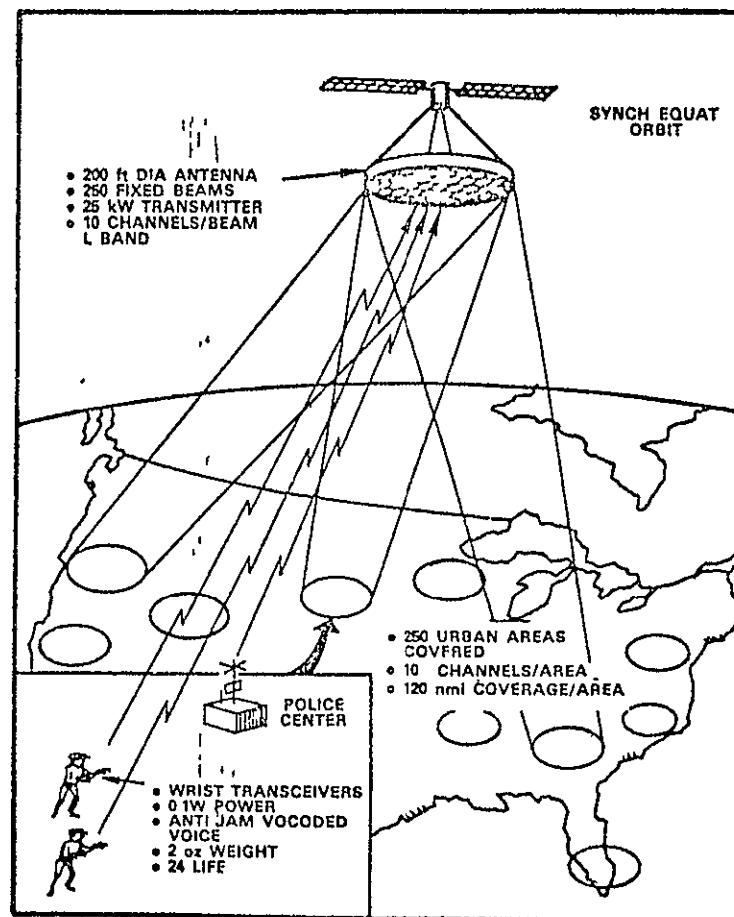 SYNCH EQUAT
ORBIT
• 200 ft DIA ANTENNA
• 250 FIXED BEAMS
• 25 kW TRANSMITTER
○ 10 CHANNELS/BEAM
L BAND
• 250 URBAN AREAS
COVFRED
○ 10 CHANNELS/AREA
○ 120 nmi COVERAGE/AREA
POLICE
CENTER
• WRIST TRANSCEIVERS
• 0 1W POWER
• ANTI JAM VOCODED
VOICE
• 2 oz WEIGHT
• 24 LIFE